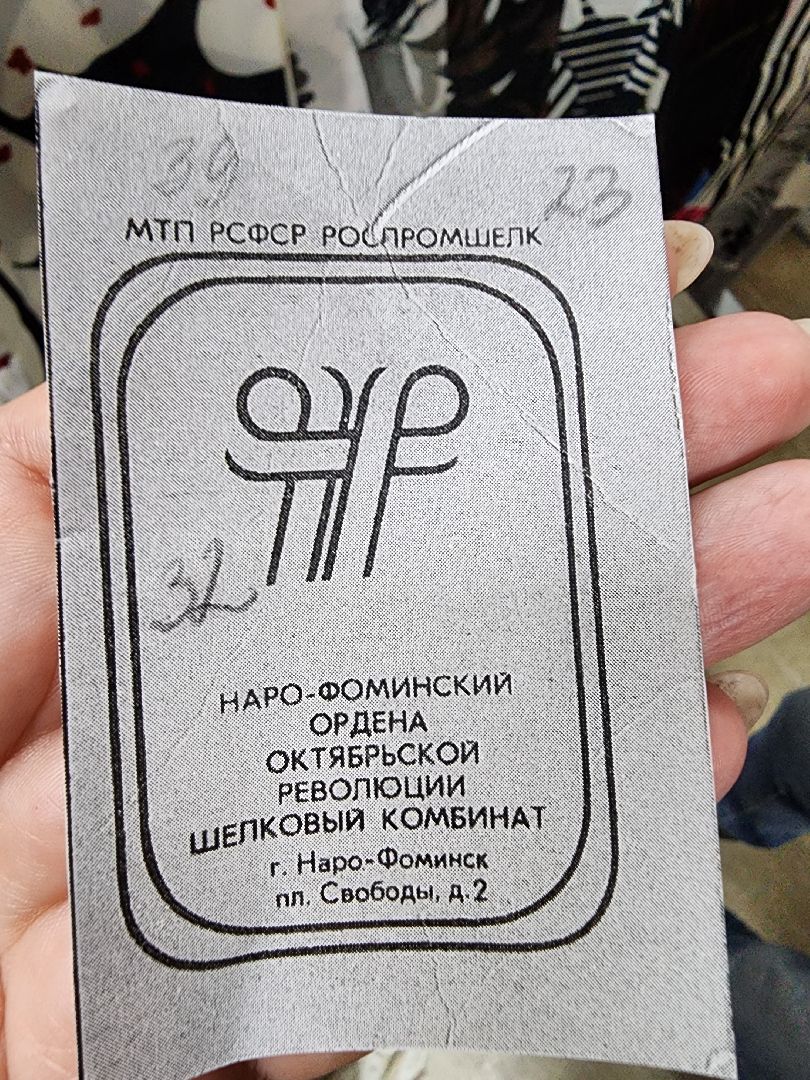 39
23
МТП РСФСР РОСПРОМШЕЛК
32
НАРО-ФОМИНСКИЙ
ОРДЕНА
ОКТЯБРЬСКОЙ
РЕВОЛЮЦИИ
ШЕЛКОВЫЙ КОМБИНАТ
г. Наро-Фоминск
пл. Свободы, д.2